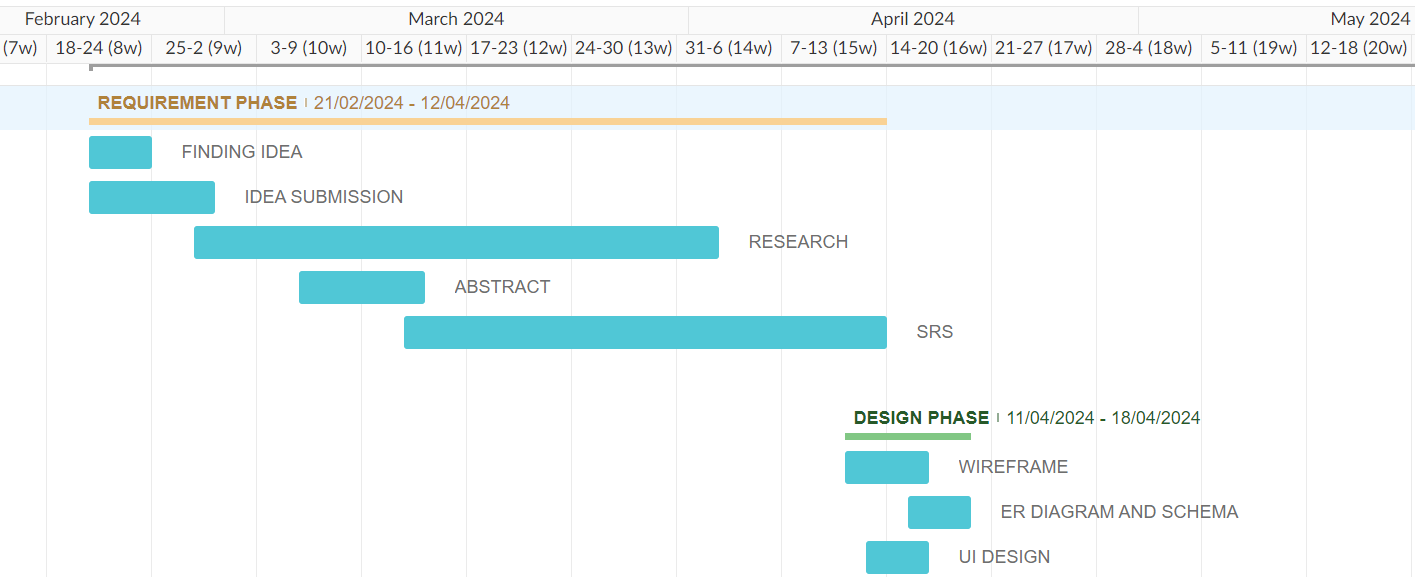 February 2024 March 2024 April 2024 May 2024
(7w) 18-24 (8w) 25-2 (9w) 3-9 (10w) 10-16 (11w) 17-23 (12w) 24-30 (13w) 31-6 (14w) 7-13 (15w) 14-20 (16w) 21-27 (17w) 28-4 (18w) 5-11 (19w) 12-18 (20w)
REQUIREMENT PHASE 21/02/2024 - 12/04/2024
FINDING IDEA
IDEA SUBMISSION
RESEARCH
ABSTRACT
SRS
DESIGN PHASE 11/04/2024 - 18/04/2024
WIREFRAME
ER DIAGRAM AND SCHEMA
UI DESIGN